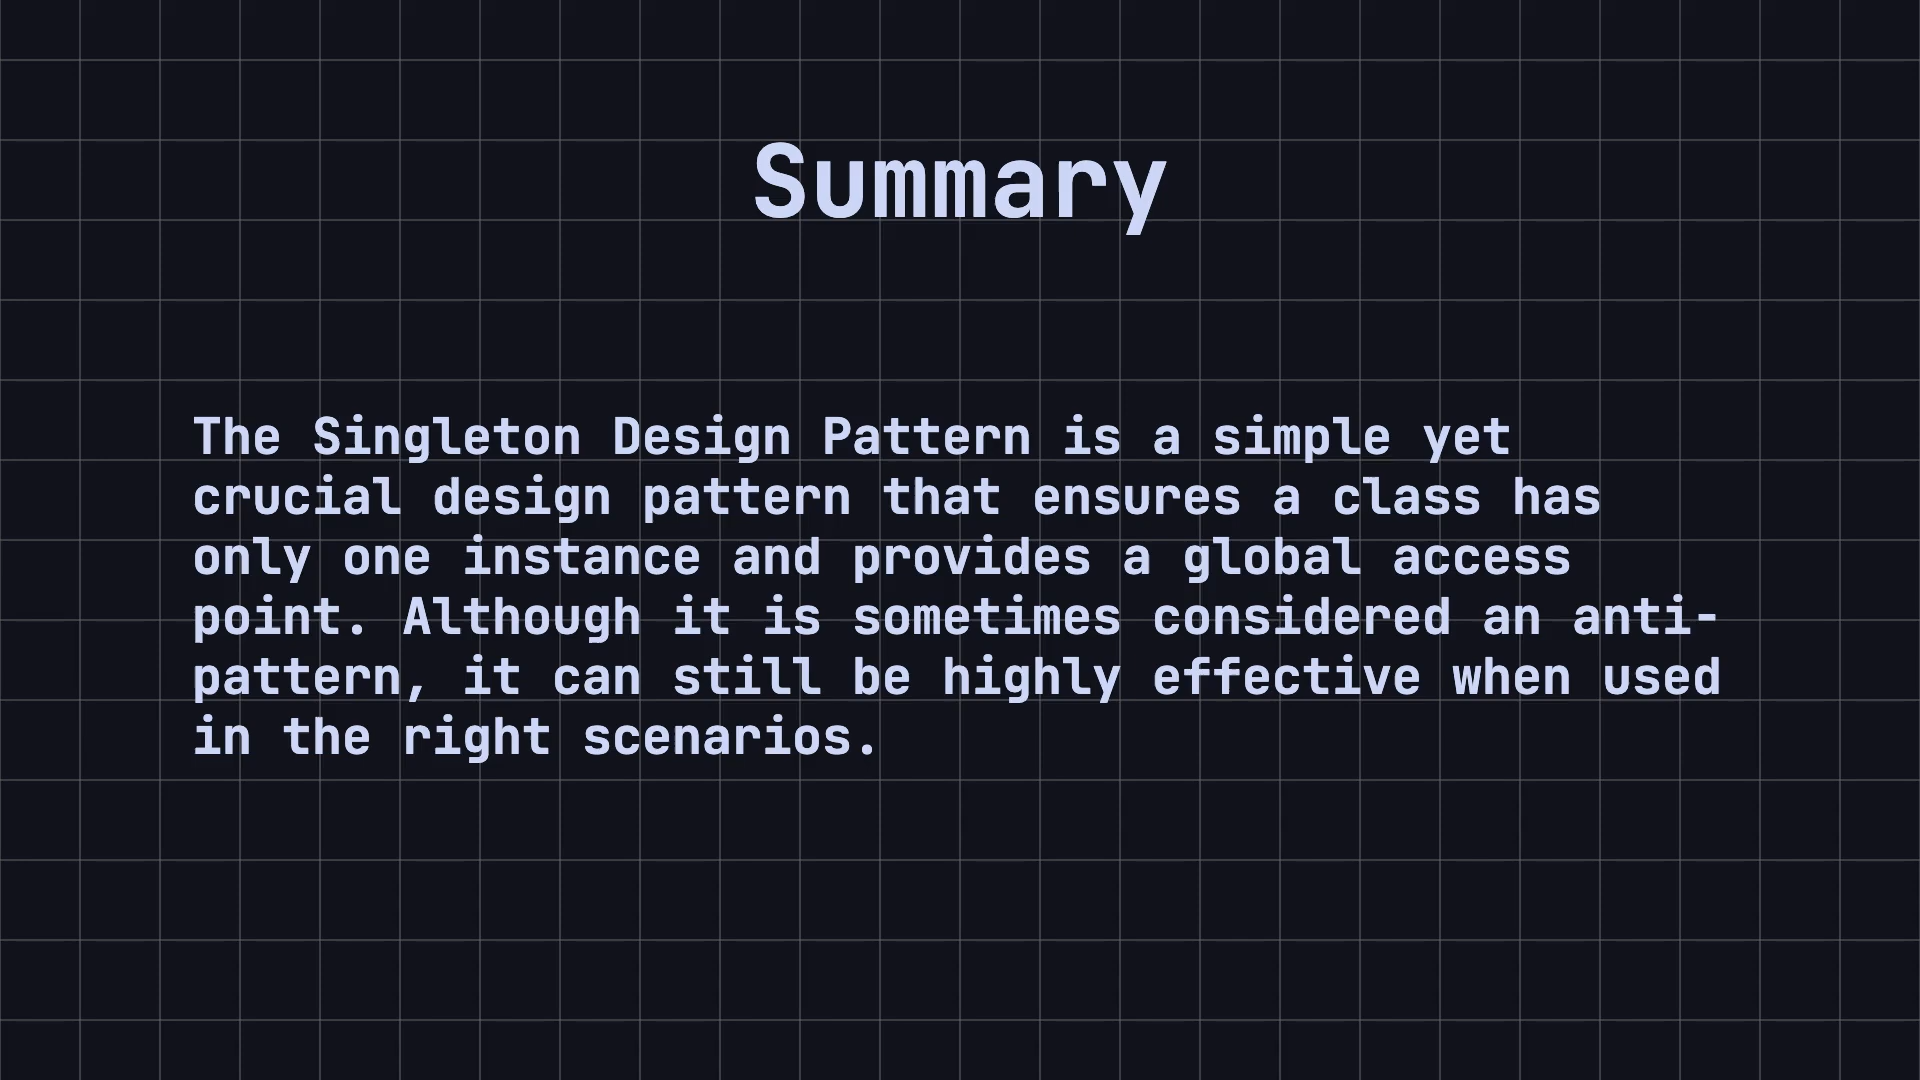 Summary
The Singleton Design Pattern is a simple yet
crucial design pattern that ensures a class has
only one instance and provides a global access
point. Although it is sometimes considered an anti-
pattern, it can still be highly effective when used
in the right scenarios.